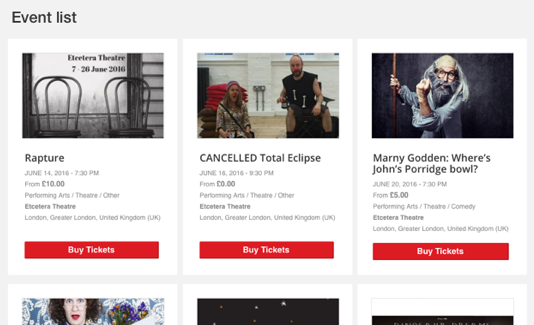 Event list
Etcetera Theatre
7 - 26 June 2016
Rapture
JUNE 14, 2016 - 7:30 PM
From £10.00
Performing Arts / Theatre / Other
Etcetera Theatre
London, Greater London, United Kingdom (UK)
Buy Tickets
CANCELLED Total Eclipse
JUNE 16, 2016 - 9:30 PM
From £0.00
Performing Arts / Theatre / Other
Etcetera Theatre
London, Greater London, United Kingdom (UK)
Buy Tickets
Marny Godden: Where's
John's Porridge bowl?
JUNE 20, 2016 - 7:30 PM
From £5.00
Performing Arts / Theatre / Comedy
Etcetera Theatre
London, Greater London, United Kingdom (UK)
Buy Tickets